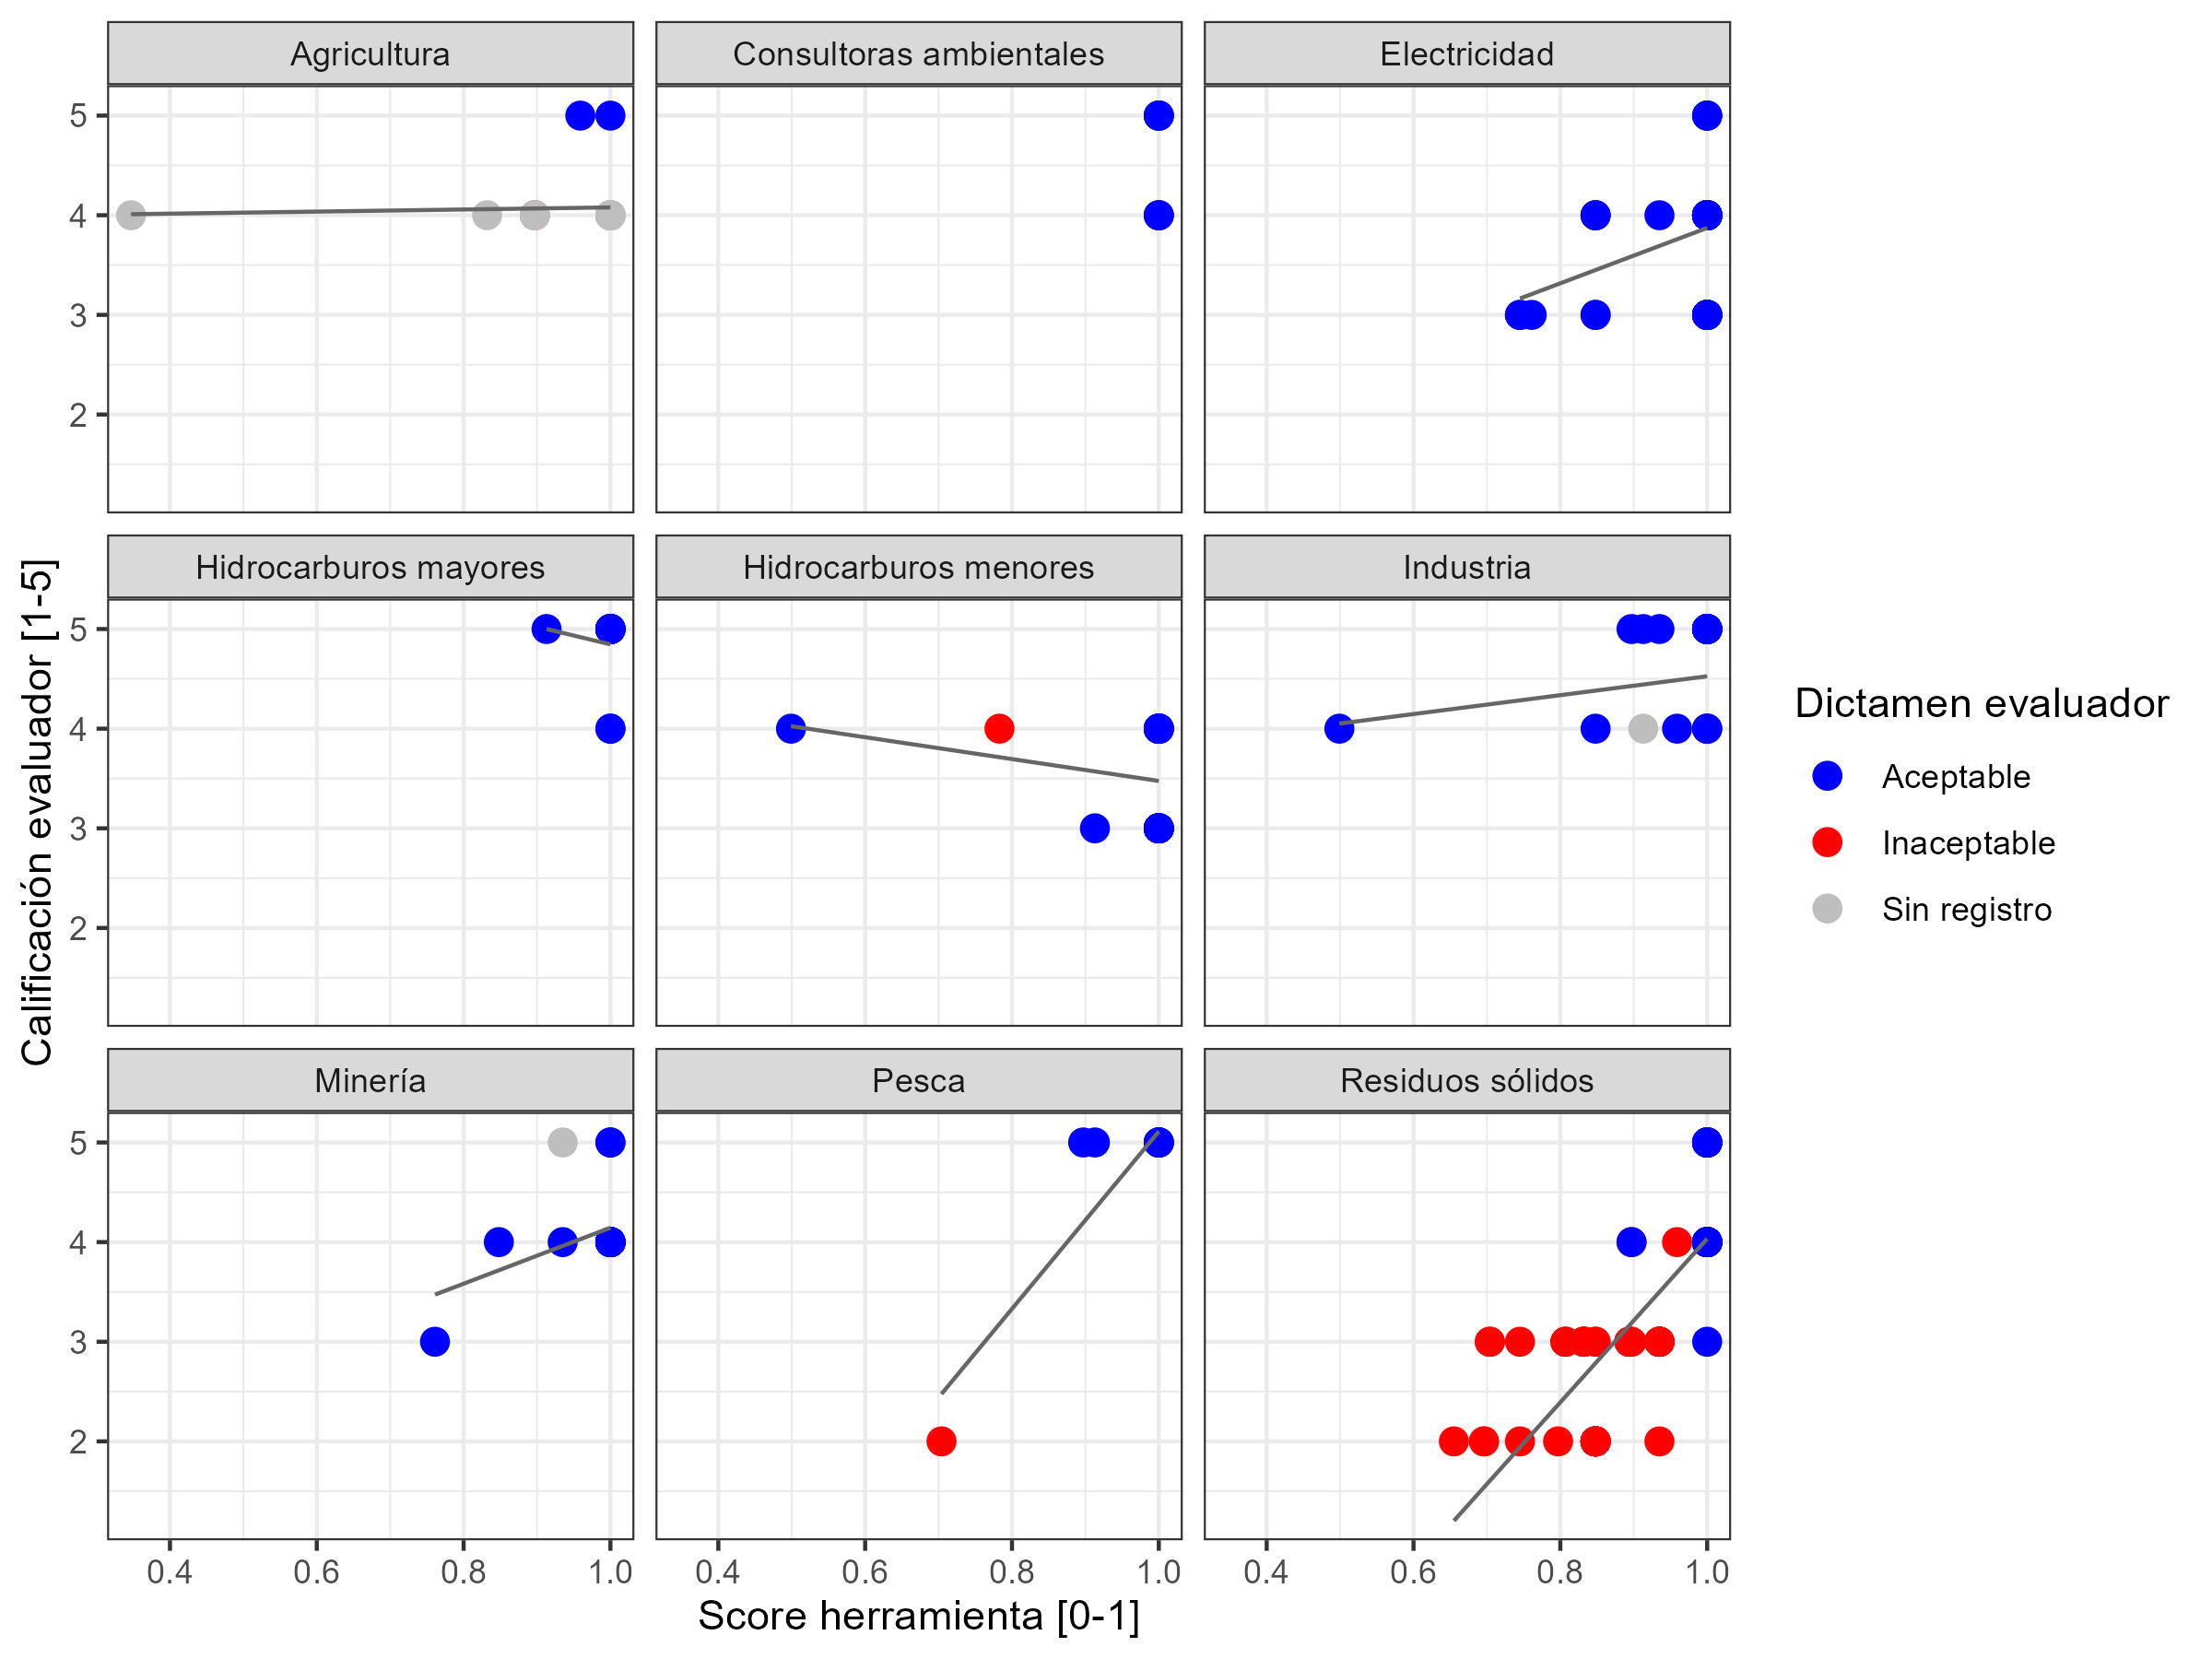 Agricultura
Consultoras ambientales
Electricidad
5
4
3
2
Hidrocarburos mayores
Hidrocarburos menores
Industria
5
4
3
2
Minería
Pesca
Residuos sólidos
5
4
3
2
0.4 0.6 0.8 1.0
0.4 0.6 0.8 1.0
0.4 0.6 0.8 1.0
Score herramienta [0-1]
Calificación evaluador [1-5]
Dictamen evaluador
Aceptable
Inaceptable
Sin registro